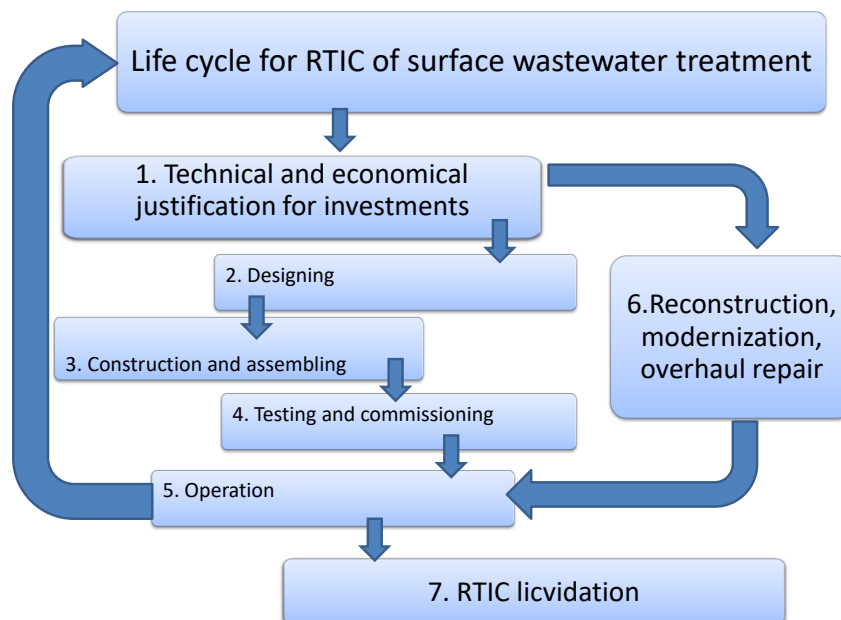 Life cycle for RTIC of surface wastewater treatment
1. Technical and economical
justification for investments
2. Designing
3. Construction and assembling
4. Testing and commissioning
5. Operation
6.Reconstruction,
modernization,
overhaul repair
7. RTIC licvidation